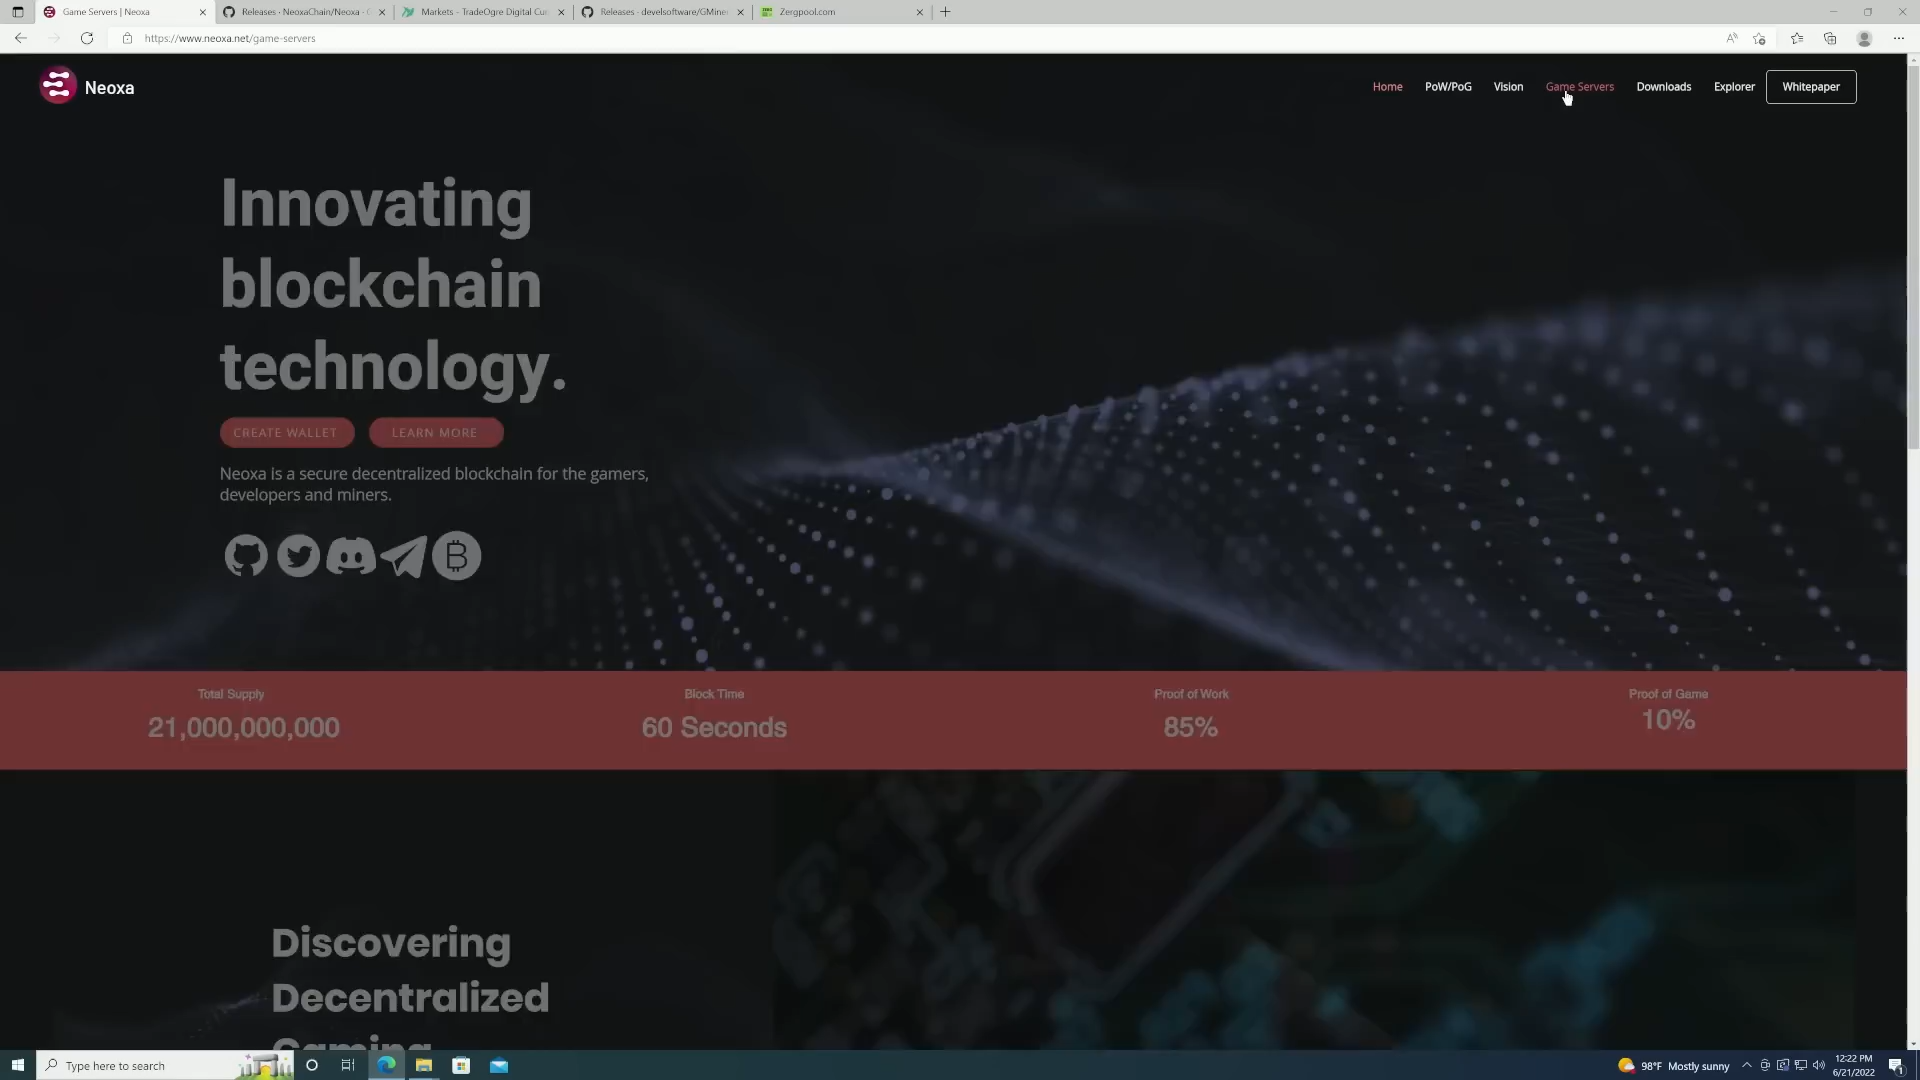 Game Servers | Neoxa
Releases · NeoxaChain/Neoxa - G
Markets - TradeOgre Digital Cu
Releases · develsoftware/GMine
Zergpool.com
https://www.neoxa.net/game-servers
Neoxa
Home
PoW/PoG
Vision
Game Servers
Downloads
Explorer
Whitepaper
Innovating
blockchain
technology.
CREATE WALLET
LEARN MORE
Neoxa is a secure decentralized blockchain for the gamers,
developers and miners.
Total Supply
21,000,000,000
Block Time
60 Seconds
Proof of Work
85%
Proof of Game
10%
Discovering
Decentralized
Gaming
Type here to search
98°F Mostly sunny
12:22 PM
6/21/2022